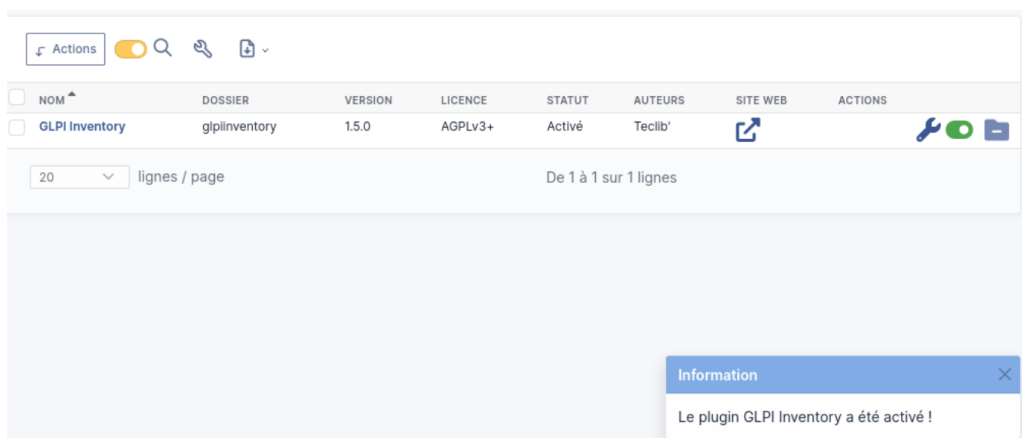 Actions
NOM DOSSIER VERSION LICENCE STATUT AUTEURS SITE WEB ACTIONS
GLPI Inventory glpiinventory 1.5.0 AGPLv3+ Activé Teclib'
20 lignes / page De 1 à 1 sur 1 lignes
Information
Le plugin GLPI Inventory a été activé !